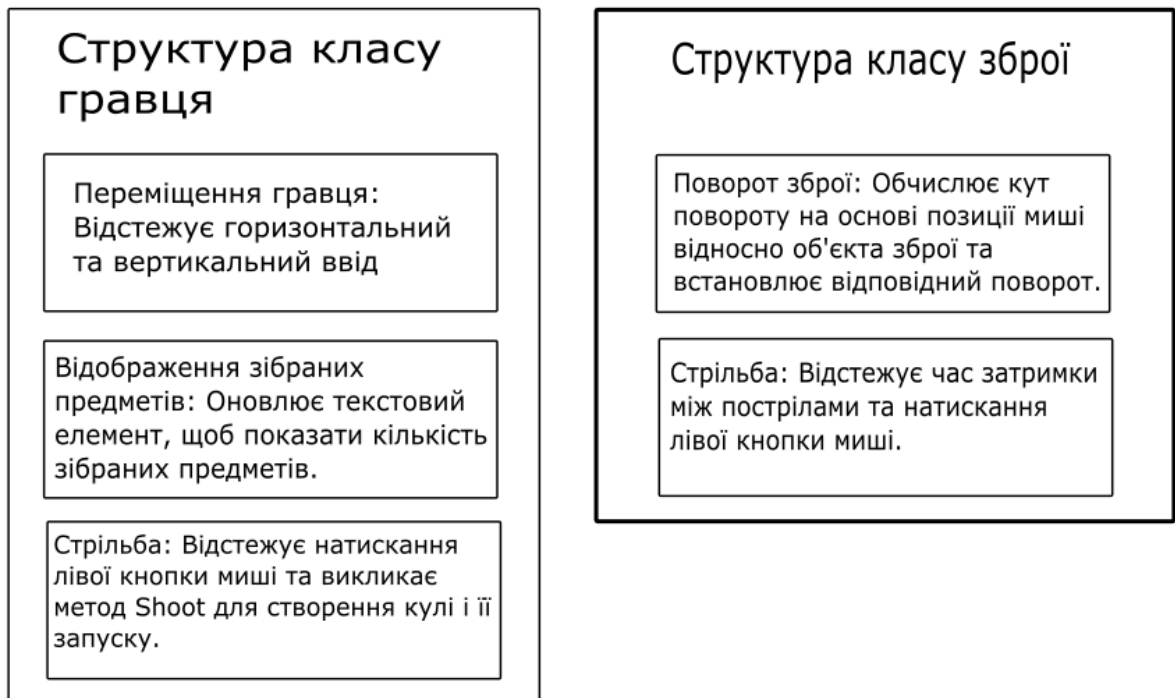 Структура класу
гравця
Переміщення гравця:
Відстежує горизонтальний
та вертикальний ввід
Відображення зібраних
предметів: Оновлює текстовий
елемент, щоб показати кількість
зібраних предметів.
Стрільба: Відстежує натискання
лівої кнопки миші та викликає
метод Shoot для створення кулі і її
запуску.
Структура класу зброї
Поворот зброї: Обчислює кут
повороту на основі позиції миші
відносно об'єкта зброї та
встановлює відповідний поворот.
Стрільба: Відстежує час затримки
між пострілами та натискання
лівої кнопки миші.